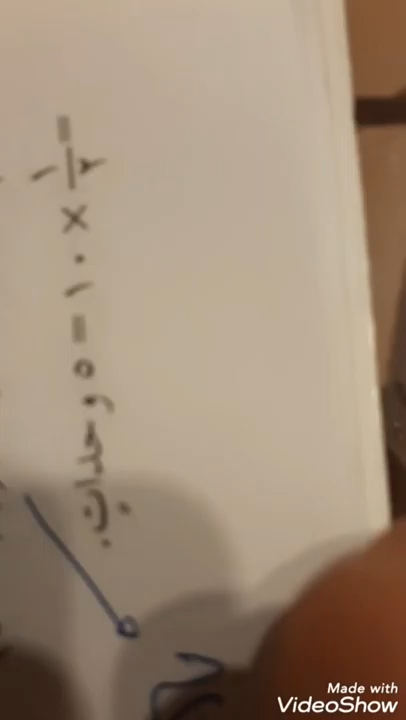 = ١/٢ × ١٠ = ٥ وحدات.
Made with
VideoShow